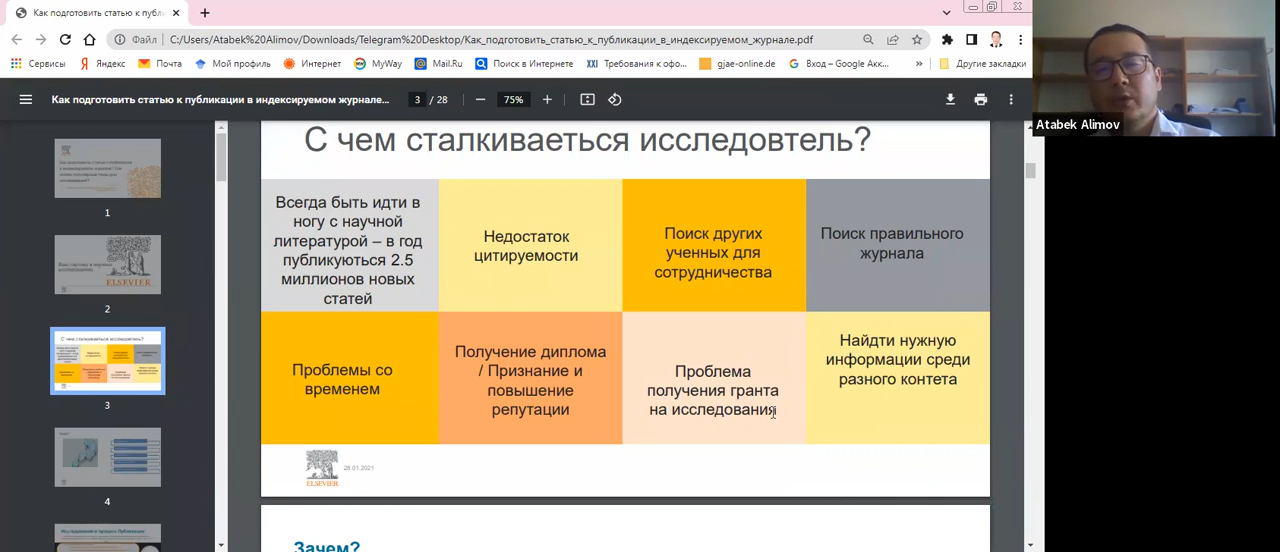 Как подготовить статью к публи
Файл
C:/Users/Atabek%20Alimov/Downloads/Telegram%20Desktop/Как_подготовить_статью_к_публикации_в_индексируемом_журнале.pdf
Сервисы
Яндекс
Почта
Мой профиль
Интернет
MyWay
Mail.Ru
Поиск в Интернете
XXI Требования к офо...
gjae-online.de
Вход – Google Акк...
»
Другие закладки
Как подготовить статью к публикации в индексируемом журнале...
3 / 28
75%
Atabek Alimov
1
ELSEVIER
2
3
4
С чем сталкиваеться исследовтель?
Всегда быть идти в
ногу с научной
литературой – в год
публикуються 2.5
миллионов новых
статей
Недостаток
цитируемости
Поиск других
ученных для
сотрудничества
Поиск правильного
журнала
Проблемы со
временем
Получение диплома
/ Признание и
повышение
репутации
Проблема
получения гранта
на исследования
Найдти нужную
информации среди
разного контета
ELSEVIER
28.01.2021
Зачем?